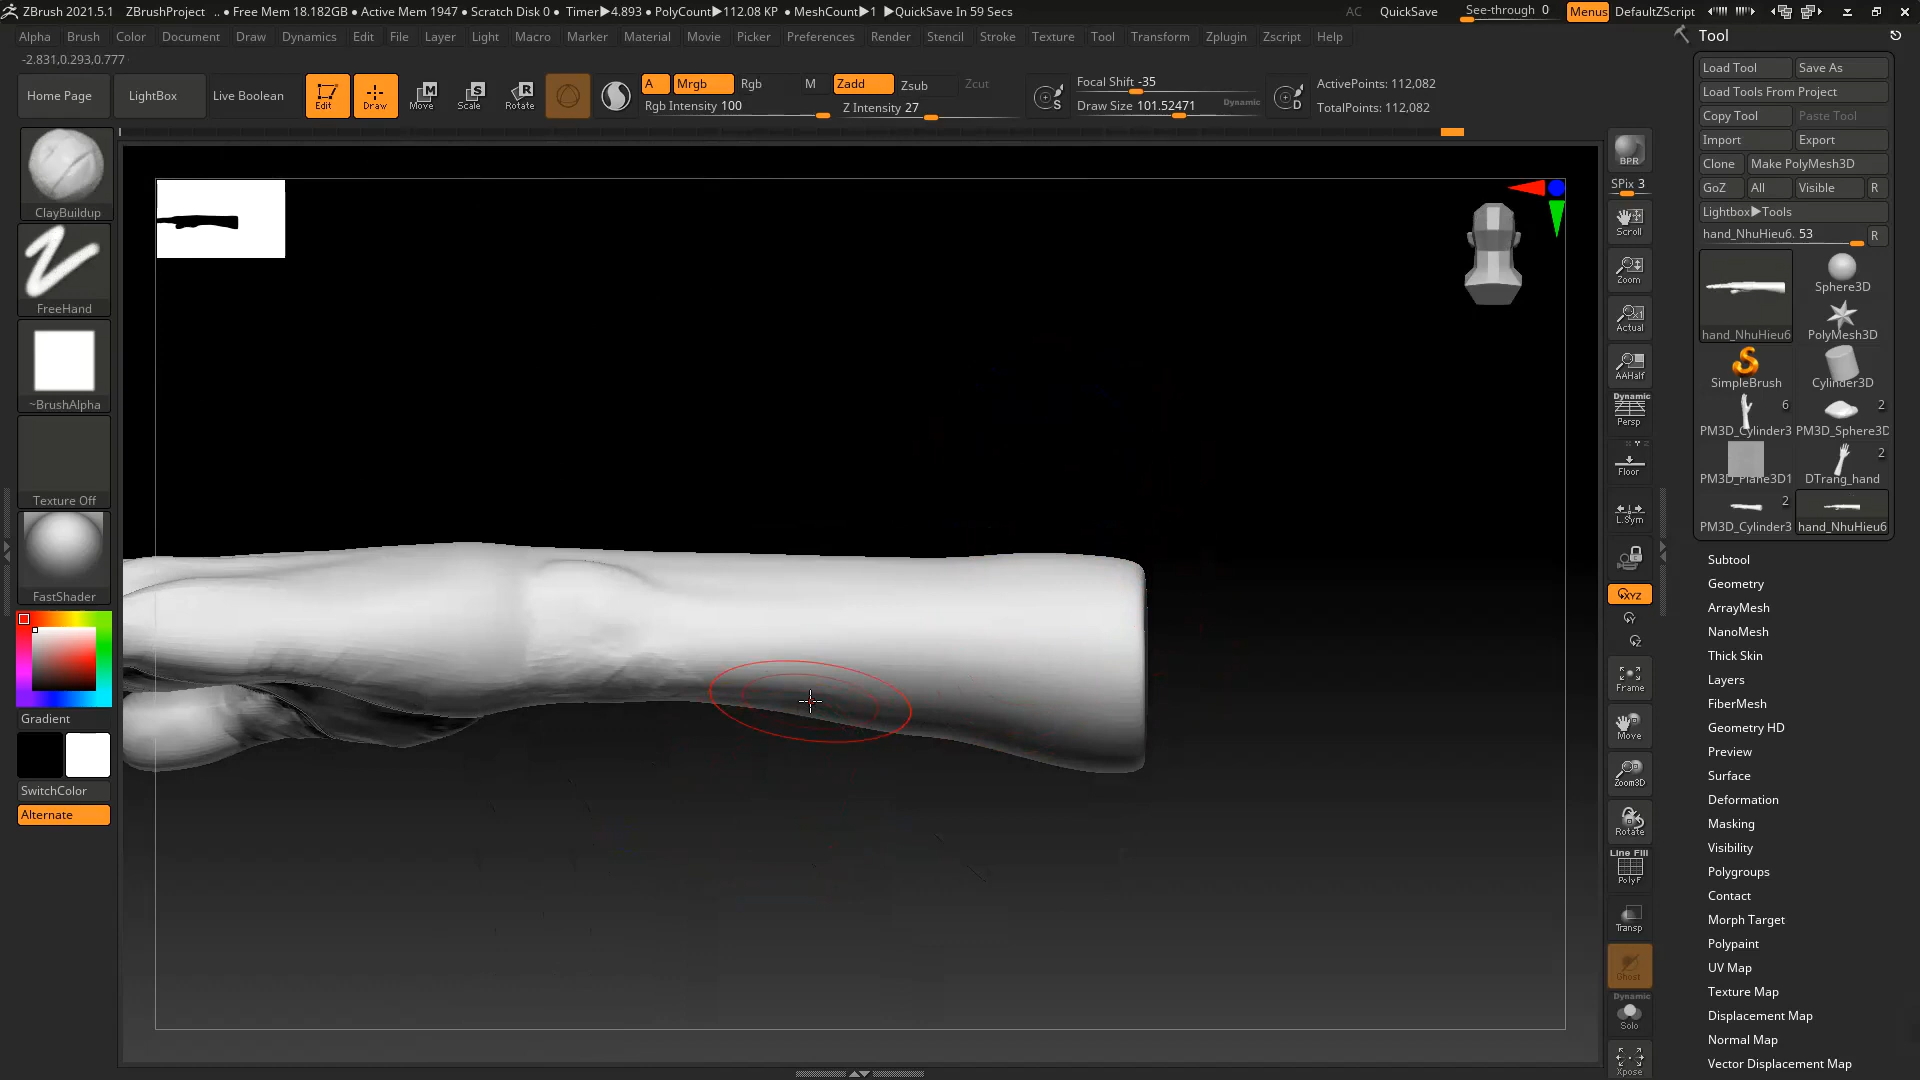 ZBrush 2021.5.1 ZBrushProject .. • Free Mem 18.182GB • Active Mem 1947 • Scratch Disk 0 • Timer▶4.893 • PolyCount▶112.08 KP • MeshCount▶1 ▶QuickSave In 59 Secs AC QuickSave See-through 0 Menus DefaultZScript
Alpha Brush Color Document Draw Dynamics Edit File Layer Light Macro Marker Material Movie Picker Preferences Render Stencil Stroke Texture Tool Transform Zplugin Zscript Help
Tool
-2.831,0.293,0.777
Home Page LightBox Live Boolean Edit Draw Move Scale Rotate
A Mrgb Rgb M Zadd Zsub Zcut
Rgb Intensity 100 Z Intensity 27
Focal Shift -35
Draw Size 101.52471 Dynamic
ActivePoints: 112,082
TotalPoints: 112,082
ClayBuildup
FreeHand
~BrushAlpha
Texture Off
FastShader
Gradient
SwitchColor
Alternate
BPR
SPix 3
Scroll
Zoom
Actual
AAHalf
Dynamic
Persp
Floor
L.Sym
XYZ
Frame
Move
Zoom3D
Rotate
Line Fill
PolyF
Transp
Ghost
Dynamic
Solo
Xpose
Load Tool Save As
Load Tools From Project
Copy Tool Paste Tool
Import Export
Clone Make PolyMesh3D
GoZ All Visible R
Lightbox▶Tools
hand_NhuHieu6. 53 R
hand_NhuHieu6 Sphere3D
PolyMesh3D
SimpleBrush Cylinder3D
6 2
PM3D_Cylinder3 PM3D_Sphere3D
2
PM3D_Plane3D1 DTrang_hand
2
PM3D_Cylinder3 hand_NhuHieu6
Subtool
Geometry
ArrayMesh
NanoMesh
Thick Skin
Layers
FiberMesh
Geometry HD
Preview
Surface
Deformation
Masking
Visibility
Polygroups
Contact
Morph Target
Polypaint
UV Map
Texture Map
Displacement Map
Normal Map
Vector Displacement Map